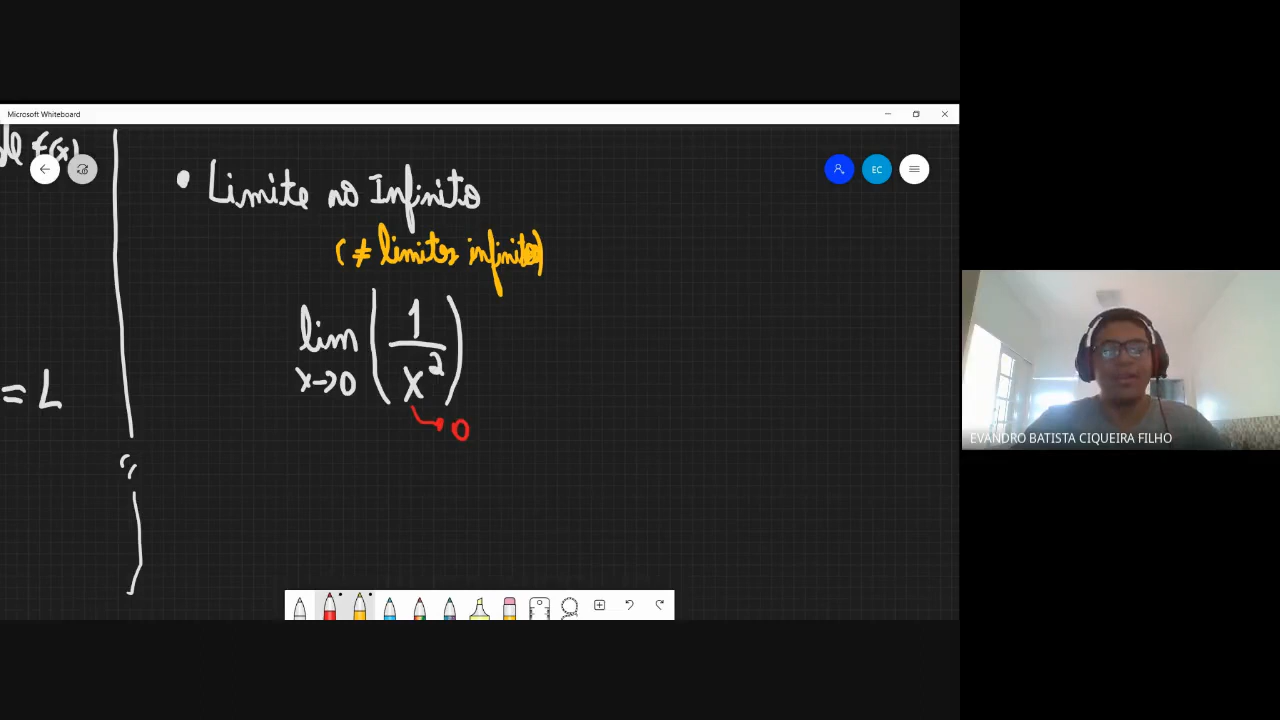 Microsoft Whiteboard
f(x)
EC
• Limite no Infinito
(≠ limites infinitos)
lim x→0 (1/x²)
→ 0
= L
EVANDRO BATISTA CIQUEIRA FILHO